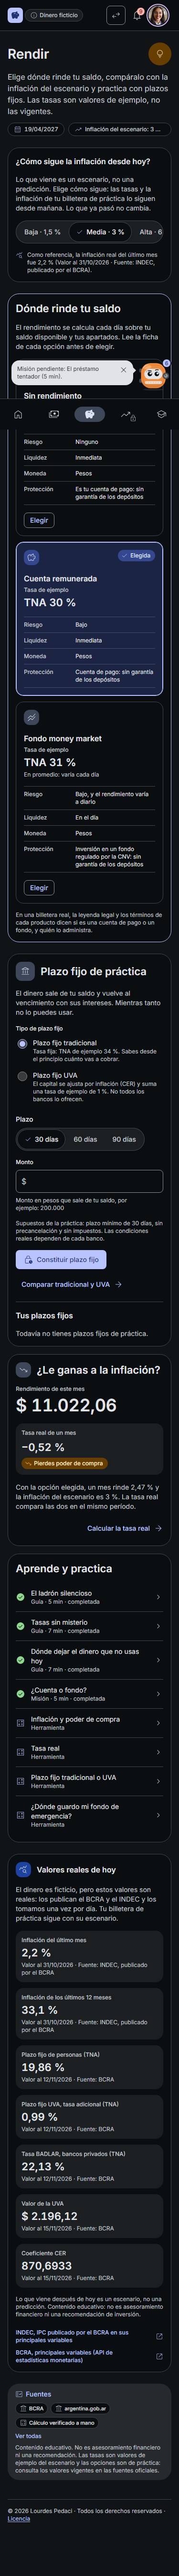 Dinero ficticio
8
Rendir
Elige dónde rinde tu saldo, compáralo con la
inflación del escenario y practica con plazos
fijos. Las tasas son valores de ejemplo, no
las vigentes.
19/04/2027
Inflación del escenario: 3 ...
¿Cómo sigue la inflación desde hoy?
Lo que viene es un escenario, no una
predicción. Elige cómo sigue: las tasas y la
inflación de tu billetera de práctica lo siguen
desde mañana. Lo que ya pasó no cambia.
Baja · 1,5 %
Media · 3 %
Alta · 6
Como referencia, la inflación real del último mes
fue 2,2 % (Valor al 31/10/2026 · Fuente: INDEC,
publicado por el BCRA).
Dónde rinde tu saldo
El rendimiento se calcula cada día sobre tu
saldo disponible y tus apartados. Lee la ficha
de cada opción antes de elegir.
Misión pendiente: El préstamo
tentador (5 min).
Sin rendimiento
Riesgo Ninguno
Liquidez Inmediata
Moneda Pesos
Protección Es tu cuenta de pago: sin
garantía de los depósitos
Elegir
Elegida
Cuenta remunerada
Tasa de ejemplo
TNA 30 %
Riesgo Bajo
Liquidez Inmediata
Moneda Pesos
Protección Cuenta de pago: sin garantía
de los depósitos
Fondo money market
Tasa de ejemplo
TNA 31 %
En promedio: varía cada día
Riesgo Bajo, y el rendimiento varía
a diario
Liquidez En el día
Moneda Pesos
Protección Inversión en un fondo
regulado por la CNV: sin
garantía de los depósitos
Elegir
En una billetera real, la leyenda legal y los términos de
cada producto dicen si es una cuenta de pago o un
fondo, y quién lo administra.
Plazo fijo de práctica
El dinero sale de tu saldo y vuelve al
vencimiento con sus intereses. Mientras tanto
no lo puedes usar.
Tipo de plazo fijo
Plazo fijo tradicional
Tasa fija: TNA de ejemplo 34 %. Sabes desde
el principio cuánto vas a cobrar.
Plazo fijo UVA
El capital se ajusta por inflación (CER) y suma
una tasa de ejemplo de 1 %. No todos los
bancos lo ofrecen.
Plazo
30 días
60 días
90 días
Monto
$
Monto en pesos que sale de tu saldo, por
ejemplo: 200.000
Supuestos de la práctica: plazo mínimo de 30 días, sin
precancelación y sin impuestos. Las condiciones
reales dependen de cada banco.
Constituir plazo fijo
Comparar tradicional y UVA
Tus plazos fijos
Todavía no tienes plazos fijos de práctica.
¿Le ganas a la inflación?
Rendimiento de este mes
$ 11.022,06
Tasa real de un mes
−0,52 %
Pierdes poder de compra
Con la opción elegida, un mes rinde 2,47 % y
la inflación del escenario es 3 %. La tasa real
compara las dos en el mismo período.
Calcular la tasa real
Aprende y practica
El ladrón silencioso
Guía · 5 min · completada
Tasas sin misterio
Guía · 7 min · completada
Dónde dejar el dinero que no usas
hoy
Guía · 7 min · completada
¿Cuenta o fondo?
Misión · 5 min · completada
Inflación y poder de compra
Herramienta
Tasa real
Herramienta
Plazo fijo tradicional o UVA
Herramienta
¿Dónde guardo mi fondo de
emergencia?
Herramienta
Valores reales de hoy
El dinero es ficticio, pero estos valores son
reales: los publican el BCRA y el INDEC y los
tomamos una vez por día. Tu billetera de
práctica sigue con su escenario.
Inflación del último mes
2,2 %
Valor al 31/10/2026 · Fuente: INDEC, publicado
por el BCRA
Inflación de los últimos 12 meses
33,1 %
Valor al 31/10/2026 · Fuente: INDEC, publicado
por el BCRA
Plazo fijo de personas (TNA)
19,86 %
Valor al 12/11/2026 · Fuente: BCRA
Plazo fijo UVA, tasa adicional (TNA)
0,99 %
Valor al 12/11/2026 · Fuente: BCRA
Tasa BADLAR, bancos privados (TNA)
22,13 %
Valor al 12/11/2026 · Fuente: BCRA
Valor de la UVA
$ 2.196,12
Valor al 15/11/2026 · Fuente: BCRA
Coeficiente CER
870,6933
Valor al 15/11/2026 · Fuente: BCRA
Lo que viene después de hoy es un escenario, no una
predicción. Contenido educativo: no es asesoramiento
financiero ni una recomendación de inversión.
INDEC, IPC publicado por el BCRA en sus
principales variables
BCRA, principales variables (API de
estadísticas monetarias)
Fuentes
BCRA
argentina.gob.ar
Cálculo verificado a mano
Ver todas
Contenido educativo. No es asesoramiento financiero
ni una recomendación. Las tasas son valores de
ejemplo del escenario y las opciones son de práctica:
consulta los valores vigentes en las fuentes oficiales.
© 2026 Lourdes Pedaci · Todos los derechos reservados ·
Licencia